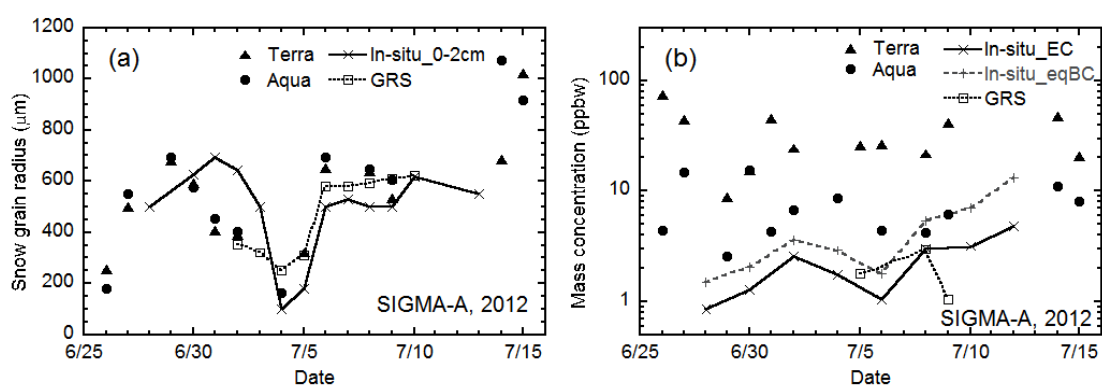 (a)
Terra
In-situ_0-2cm
Aqua
GRS
Snow grain radius (μm)
1200
1000
800
600
400
200
0
SIGMA-A, 2012
6/25
6/30
7/5
7/10
7/15
Date
(b)
Terra
In-situ_EC
Aqua
In-situ_eqBC
GRS
Mass concentration (ppbw)
100
10
1
SIGMA-A, 2012
6/25
6/30
7/5
7/10
7/15
Date